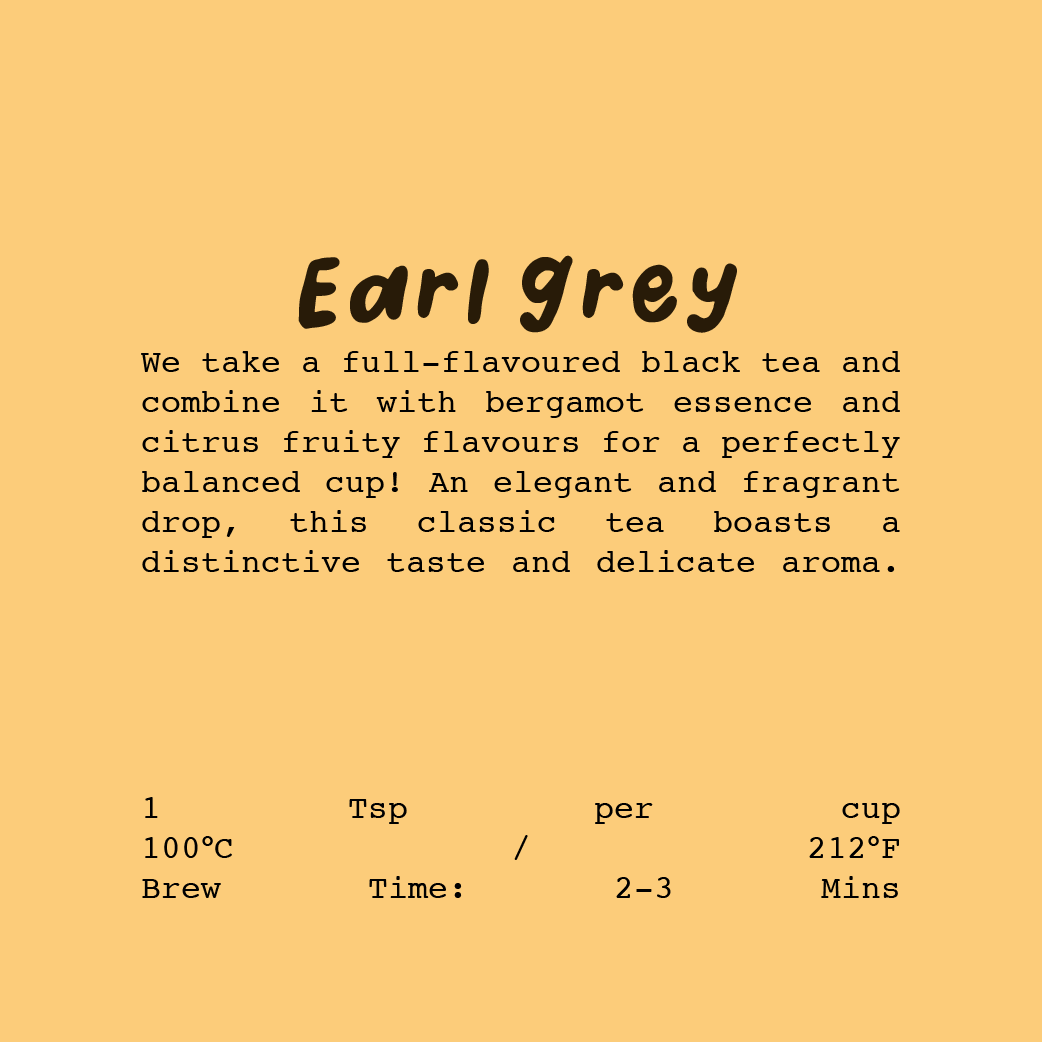 Earl grey
We take a full-flavoured black tea and
combine it with bergamot essence and
citrus fruity flavours for a perfectly
balanced cup! An elegant and fragrant
drop, this classic tea boasts a
distinctive taste and delicate aroma.
1 Tsp per cup
100°C / 212°F
Brew Time: 2-3 Mins